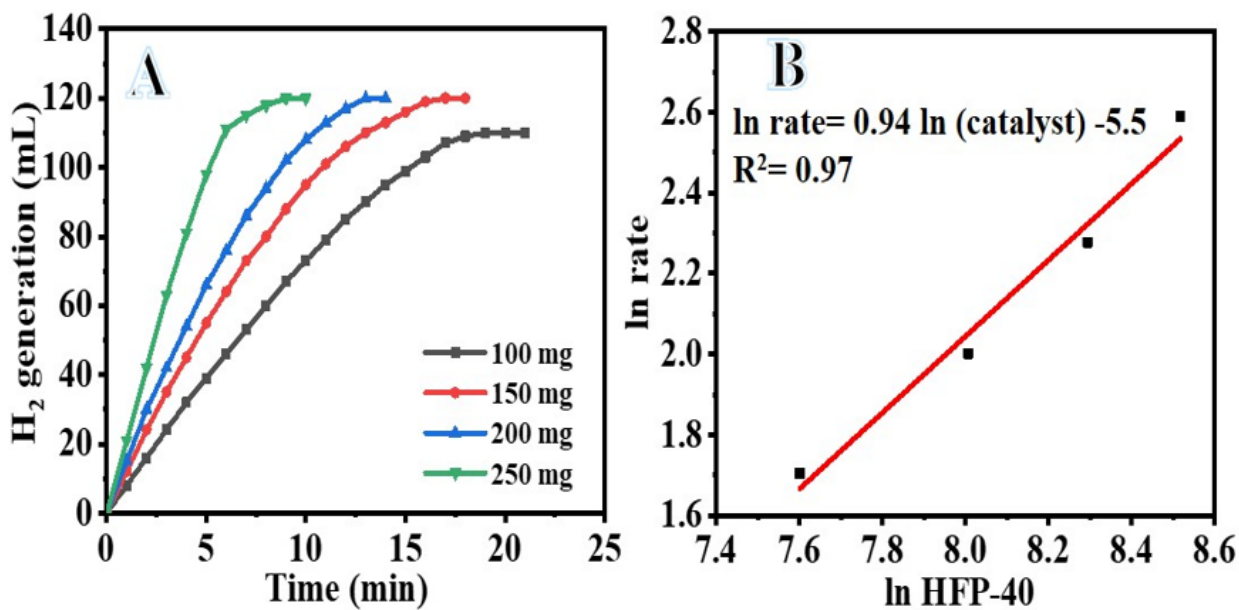 A
H₂ generation (mL)
140
120
100
80
60
40
20
0
0 5 10 15 20 25
Time (min)
100 mg
150 mg
200 mg
250 mg
B
ln rate= 0.94 ln (catalyst) -5.5
R²= 0.97
ln rate
2.8
2.6
2.4
2.2
2.0
1.8
1.6
7.4 7.6 7.8 8.0 8.2 8.4 8.6
ln HFP-40